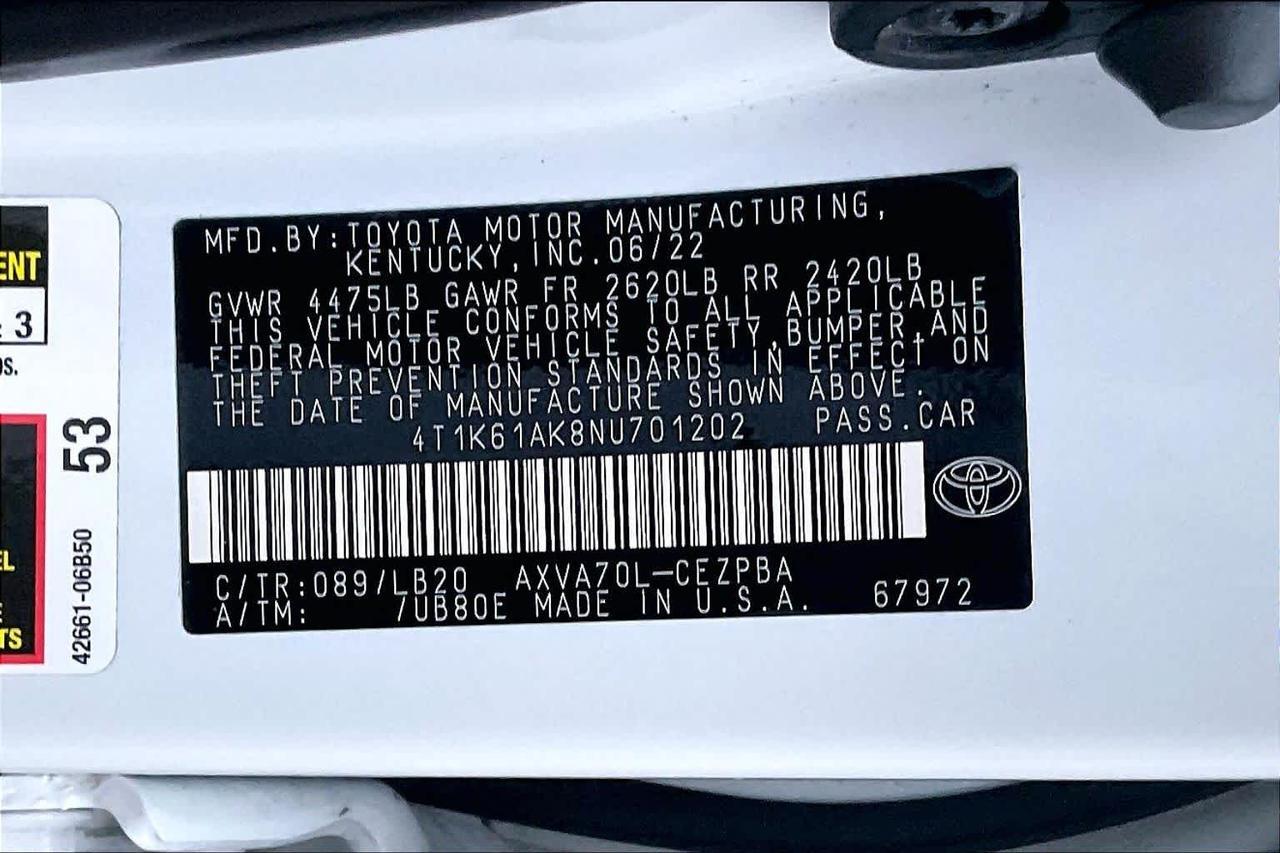 MFD.BY:TOYOTA MOTOR MANUFACTURING,
KENTUCKY, INC. 06/22
GVWR 4475LB GAWR FR 2620LB RR 2420LB
THIS VEHICLE CONFORMS TO ALL APPLICABLE
FEDERAL MOTOR VEHICLE SAFETY, BUMPER, AND
THEFT PREVENTION STANDARDS IN EFFECT ON
THE DATE OF MANUFACTURE SHOWN ABOVE.
4T1K61AK8NU701202 PASS.CAR
C/TR:089/LB20 AXVA70L-CEZPBA
A/TM: /UB80E MADE IN U.S.A. 67972
ENT
3
53
42661-06B50
TS